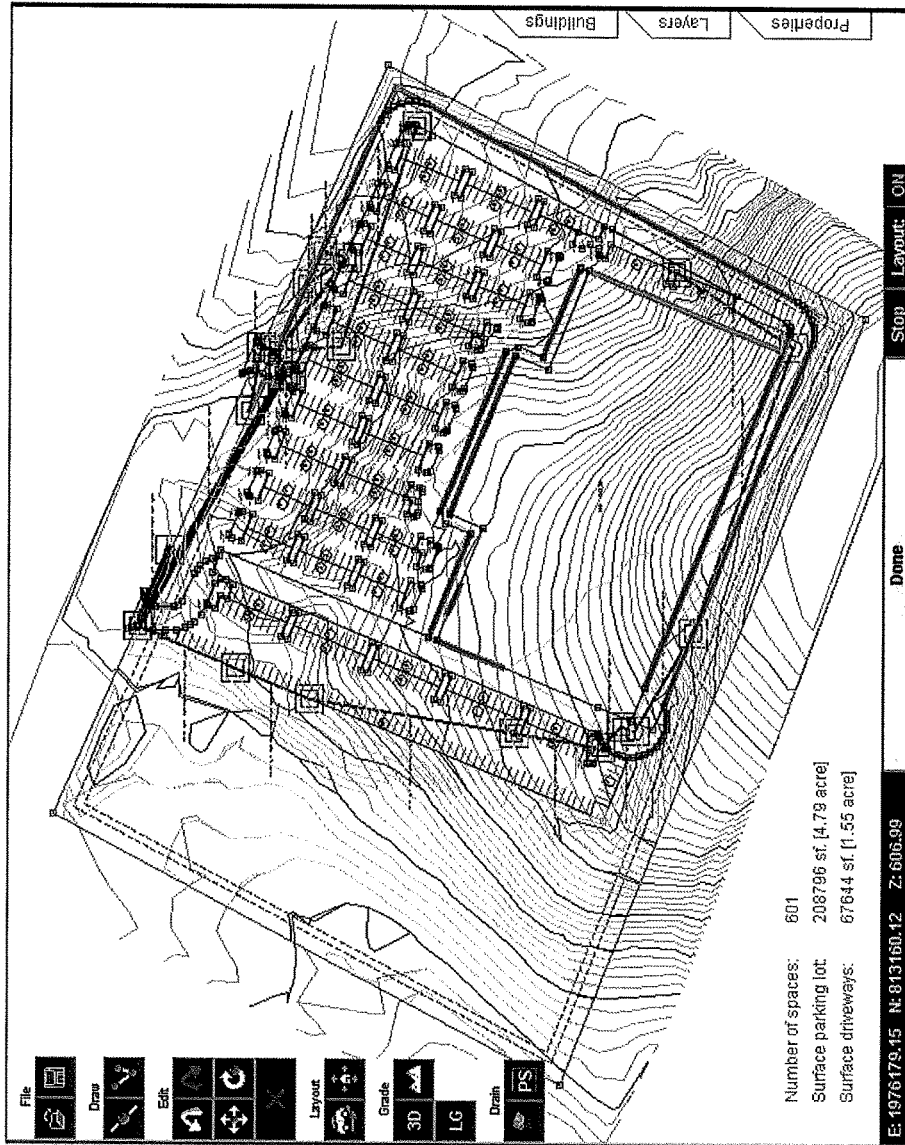 File
Draw
Edit
Layout
Grade
3D
LG
Drain
PS
Properties
Layers
Buildings
Number of spaces: 601
Surface parking lot: 208796 sf. [4.79 acre]
Surface driveways: 67644 sf. [1.55 acre]
E: 1976179.15 N: 813160.12 Z: 606.99
Done
Stop
Layout:
ON